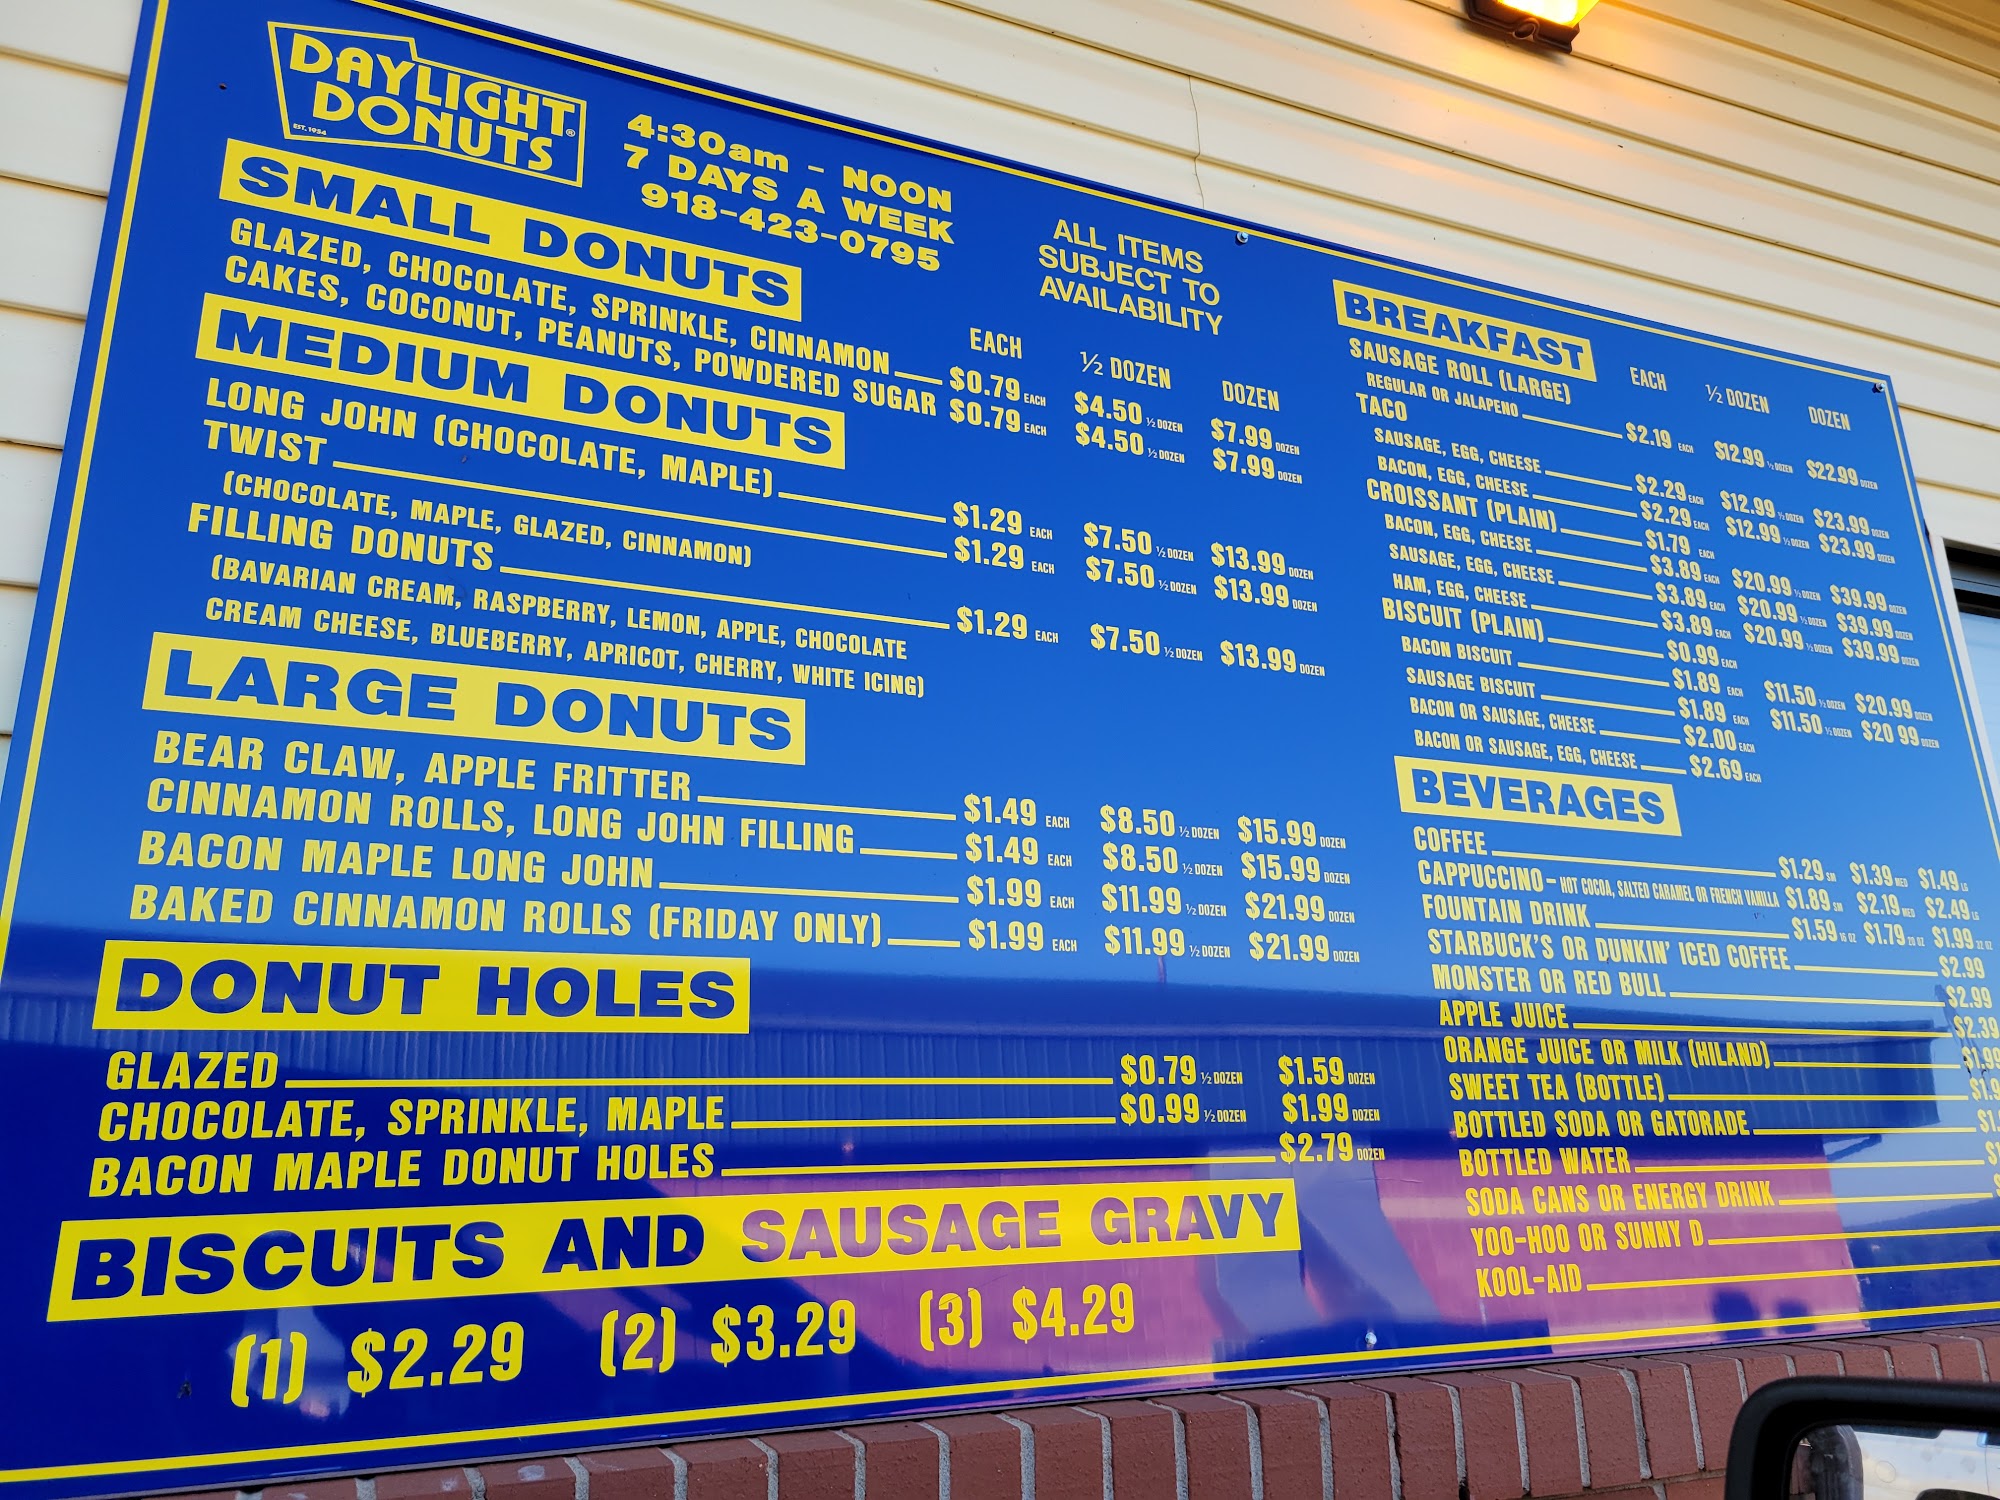 DAYLIGHT
DONUTS®
EST. 1954
4:30am - NOON
7 DAYS A WEEK
918-423-0795
ALL ITEMS
SUBJECT TO
AVAILABILITY
SMALL DONUTS
EACH ½ DOZEN DOZEN
GLAZED, CHOCOLATE, SPRINKLE, CINNAMON $0.79 EACH $4.50 ½ DOZEN $7.99 DOZEN
CAKES, COCONUT, PEANUTS, POWDERED SUGAR $0.79 EACH $4.50 ½ DOZEN $7.99 DOZEN
MEDIUM DONUTS
LONG JOHN (CHOCOLATE, MAPLE) $1.29 EACH $7.50 ½ DOZEN $13.99 DOZEN
TWIST $1.29 EACH $7.50 ½ DOZEN $13.99 DOZEN
(CHOCOLATE, MAPLE, GLAZED, CINNAMON)
FILLING DONUTS $1.29 EACH $7.50 ½ DOZEN $13.99 DOZEN
(BAVARIAN CREAM, RASPBERRY, LEMON, APPLE, CHOCOLATE
CREAM CHEESE, BLUEBERRY, APRICOT, CHERRY, WHITE ICING)
LARGE DONUTS
BEAR CLAW, APPLE FRITTER $1.49 EACH $8.50 ½ DOZEN $15.99 DOZEN
CINNAMON ROLLS, LONG JOHN FILLING $1.49 EACH $8.50 ½ DOZEN $15.99 DOZEN
BACON MAPLE LONG JOHN $1.99 EACH $11.99 ½ DOZEN $21.99 DOZEN
BAKED CINNAMON ROLLS (FRIDAY ONLY) $1.99 EACH $11.99 ½ DOZEN $21.99 DOZEN
DONUT HOLES
GLAZED $0.79 ½ DOZEN $1.59 DOZEN
CHOCOLATE, SPRINKLE, MAPLE $0.99 ½ DOZEN $1.99 DOZEN
BACON MAPLE DONUT HOLES $2.79 DOZEN
BISCUITS AND SAUSAGE GRAVY
(1) $2.29 (2) $3.29 (3) $4.29
BREAKFAST
EACH ½ DOZEN DOZEN
SAUSAGE ROLL (LARGE)
REGULAR OR JALAPENO $2.19 EACH $12.99 ½ DOZEN $22.99 DOZEN
TACO
SAUSAGE, EGG, CHEESE $2.29 EACH $12.99 ½ DOZEN $23.99 DOZEN
BACON, EGG, CHEESE $2.29 EACH $12.99 ½ DOZEN $23.99 DOZEN
CROISSANT (PLAIN) $1.79 EACH
BACON, EGG, CHEESE $3.89 EACH $20.99 ½ DOZEN $39.99 DOZEN
SAUSAGE, EGG, CHEESE $3.89 EACH $20.99 ½ DOZEN $39.99 DOZEN
HAM, EGG, CHEESE $3.89 EACH $20.99 ½ DOZEN $39.99 DOZEN
BISCUIT (PLAIN) $0.99 EACH
BACON BISCUIT $1.89 EACH $11.50 ½ DOZEN $20.99 DOZEN
SAUSAGE BISCUIT $1.89 EACH $11.50 ½ DOZEN $20 99 DOZEN
BACON OR SAUSAGE, CHEESE $2.00 EACH
BACON OR SAUSAGE, EGG, CHEESE $2.69 EACH
BEVERAGES
COFFEE $1.29 SM $1.39 MED $1.49 LG
CAPPUCCINO - HOT COCOA, SALTED CARAMEL OR FRENCH VANILLA $1.89 SM $2.19 MED $2.49 LG
FOUNTAIN DRINK $1.59 16 OZ $1.79 20 OZ $1.99 32 OZ
STARBUCK'S OR DUNKIN' ICED COFFEE $2.99
MONSTER OR RED BULL $2.99
APPLE JUICE $2.39
ORANGE JUICE OR MILK (HILAND) $1.99
SWEET TEA (BOTTLE)
BOTTLED SODA OR GATORADE
BOTTLED WATER
SODA CANS OR ENERGY DRINK
YOO-HOO OR SUNNY D
KOOL-AID